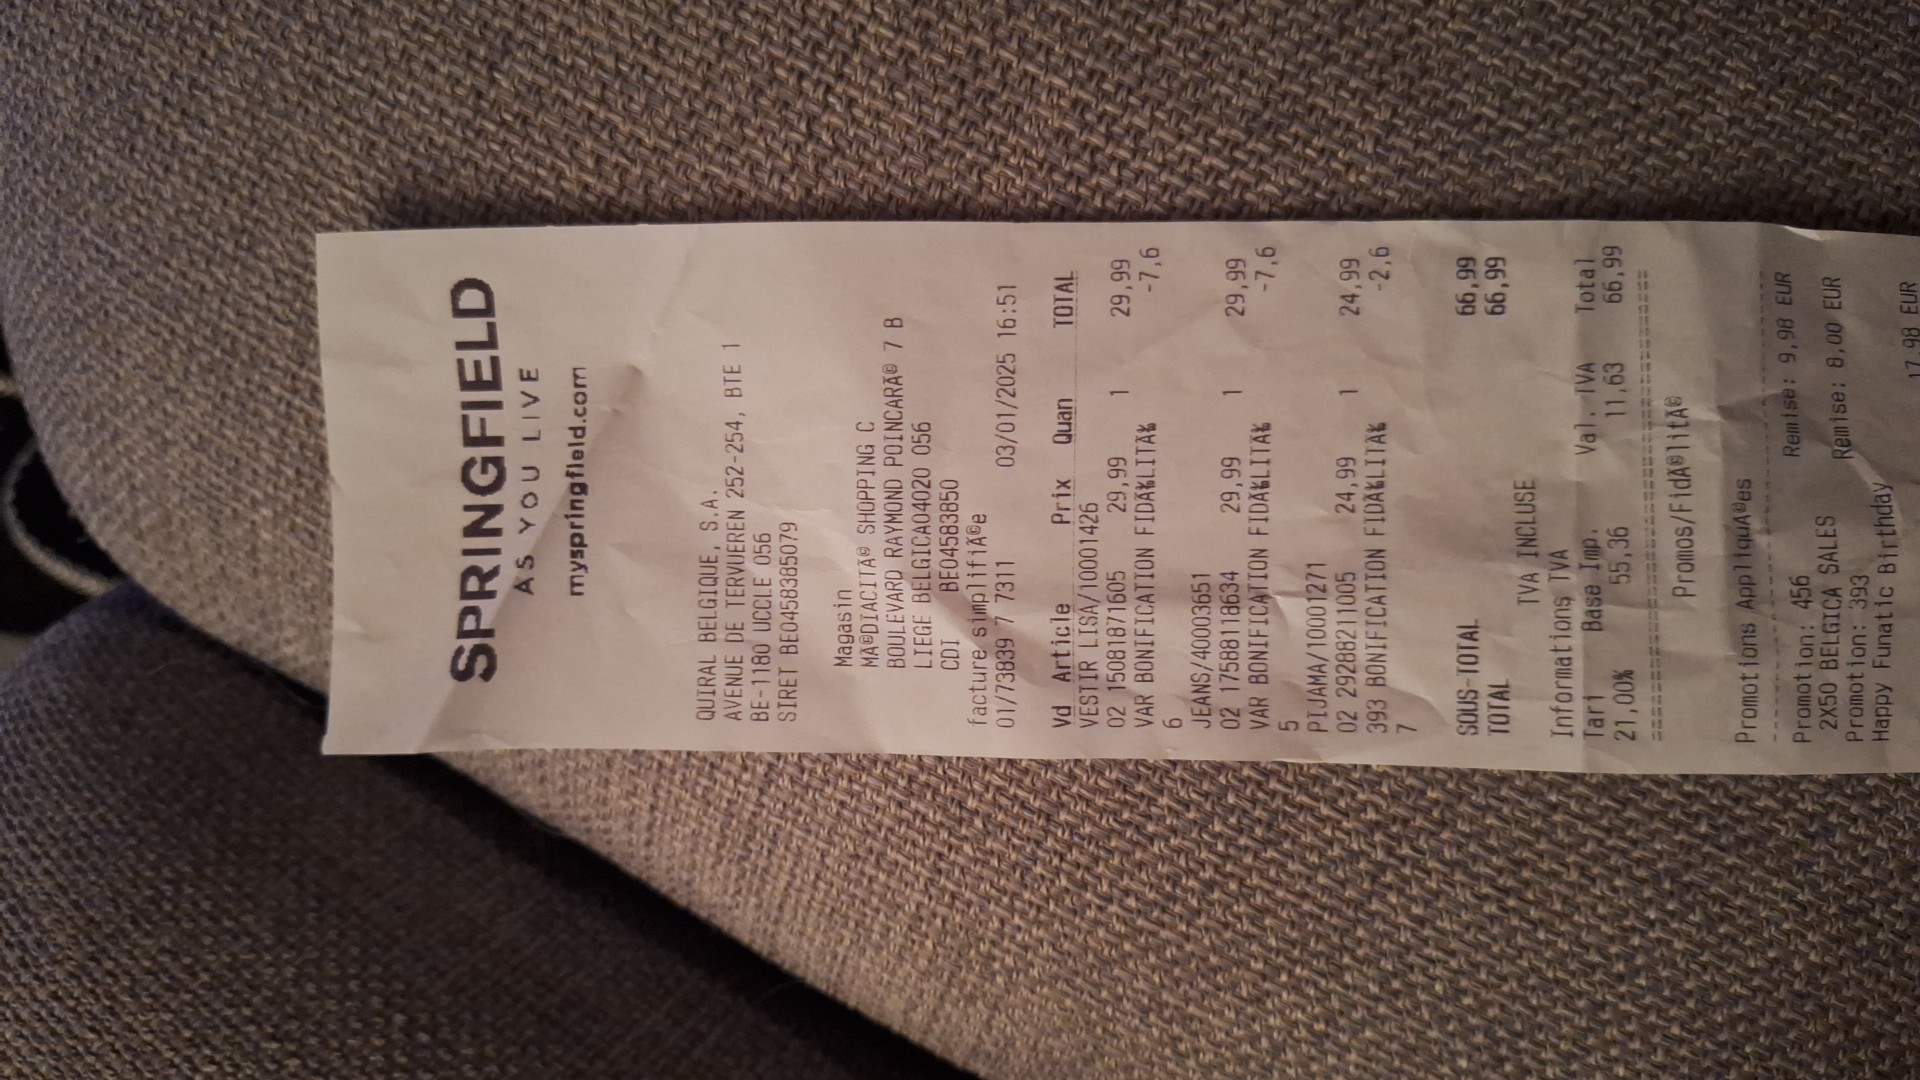 SPRINGFIELD
AS YOU LIVE
myspringfield.com
QUIRAL BELGIQUE, S.A.
AVENUE DE TERVUEREN 252-254, BTE 1
BE-1180 UCCLE 056
SIRET BE0458385079
Magasin
MÃ©DIACITÃ© SHOPPING C
BOULEVARD RAYMOND POINCARÃ© 7 B
LIEGE BELGICA04020 056
CDI BE04583850
facture simplifiÃ©e
01/73839 7 7311 03/01/2025 16:51
Vd Article Prix Quan TOTAL
VESTIR LISA/10001426
02 15081871605 29,99 1 29,99
VAR BONIFICATION FIDÃ‰LITÃ‰ -7,6
6
JEANS/40003651
02 17588118634 29,99 1 29,99
VAR BONIFICATION FIDÃ‰LITÃ‰ -7,6
5
PIJAMA/10001271
02 29288211005 24,99 1 24,99
393 BONIFICATION FIDÃ‰LITÃ‰ -2,6
7
SOUS-TOTAL 66,99
TOTAL 66,99
TVA INCLUSE
Informations TVA
Tari Base Imp. Val. TVA Total
21,00% 55,36 11,63 66,99
Promos/FidÃ©litÃ©
Promotions AppliquÃ©es
Promotion: 456 Remise: 9,98 EUR
2X50 BELGICA SALES
Promotion: 393 Remise: 8,00 EUR
Happy Funatic Birthday
17,98 EUR